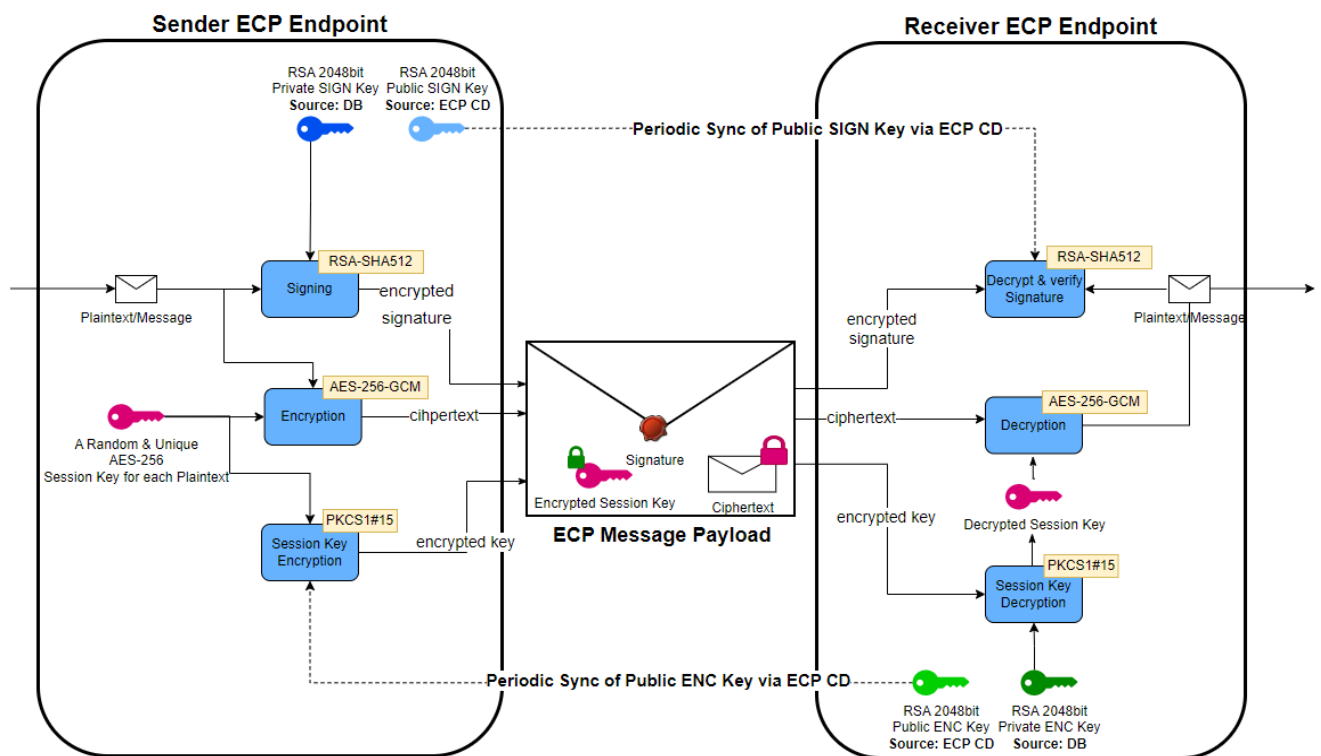 Sender ECP Endpoint
Receiver ECP Endpoint
RSA 2048bit
Private SIGN Key
Source: DB
RSA 2048bit
Public SIGN Key
Source: ECP CD
Periodic Sync of Public SIGN Key via ECP CD
RSA-SHA512
Signing
encrypted
signature
Plaintext/Message
RSA-SHA512
Decrypt & verify
Signature
Plaintext/Message
encrypted
signature
AES-256-GCM
Encryption
cihpertext
A Random & Unique
AES-256
Session Key for each Plaintext
Signature
Encrypted Session Key
Ciphertext
ECP Message Payload
ciphertext
AES-256-GCM
Decryption
Decrypted Session Key
PKCS1#15
Session Key
Encryption
encrypted key
encrypted key
PKCS1#15
Session Key
Decryption
Periodic Sync of Public ENC Key via ECP CD
RSA 2048bit
Public ENC Key
Source: ECP CD
RSA 2048bit
Private ENC Key
Source: DB